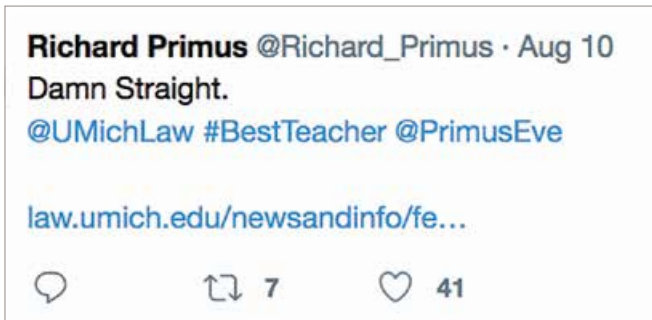 Richard Primus @Richard_Primus · Aug 10
Damn Straight.
@UMichLaw #BestTeacher @PrimusEve
law.umich.edu/newsandinfo/fe…
7 41